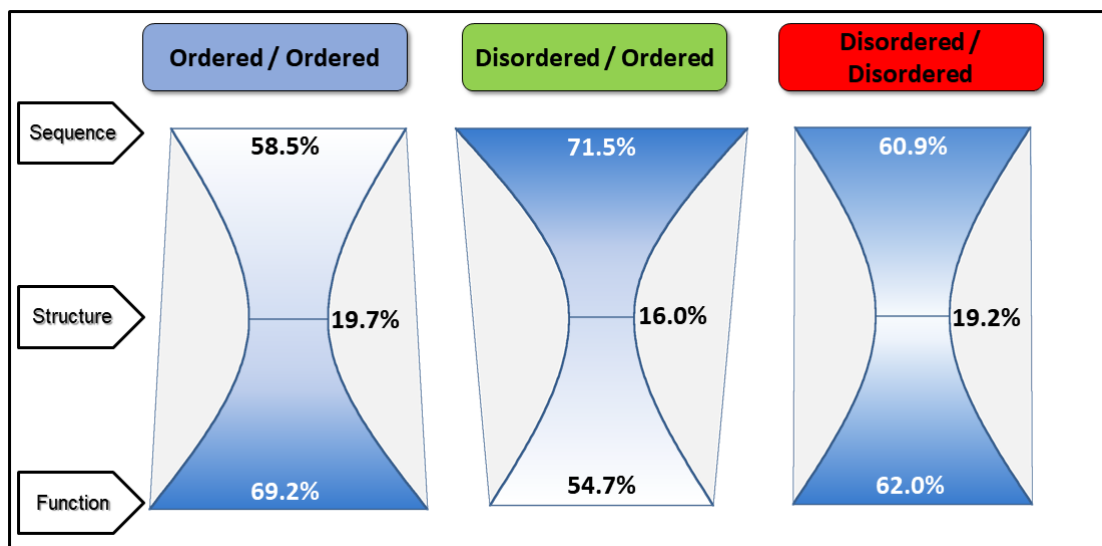 Ordered / Ordered
Disordered / Ordered
Disordered /
Disordered
Sequence
58.5%
71.5%
60.9%
Structure
19.7%
16.0%
19.2%
Function
69.2%
54.7%
62.0%